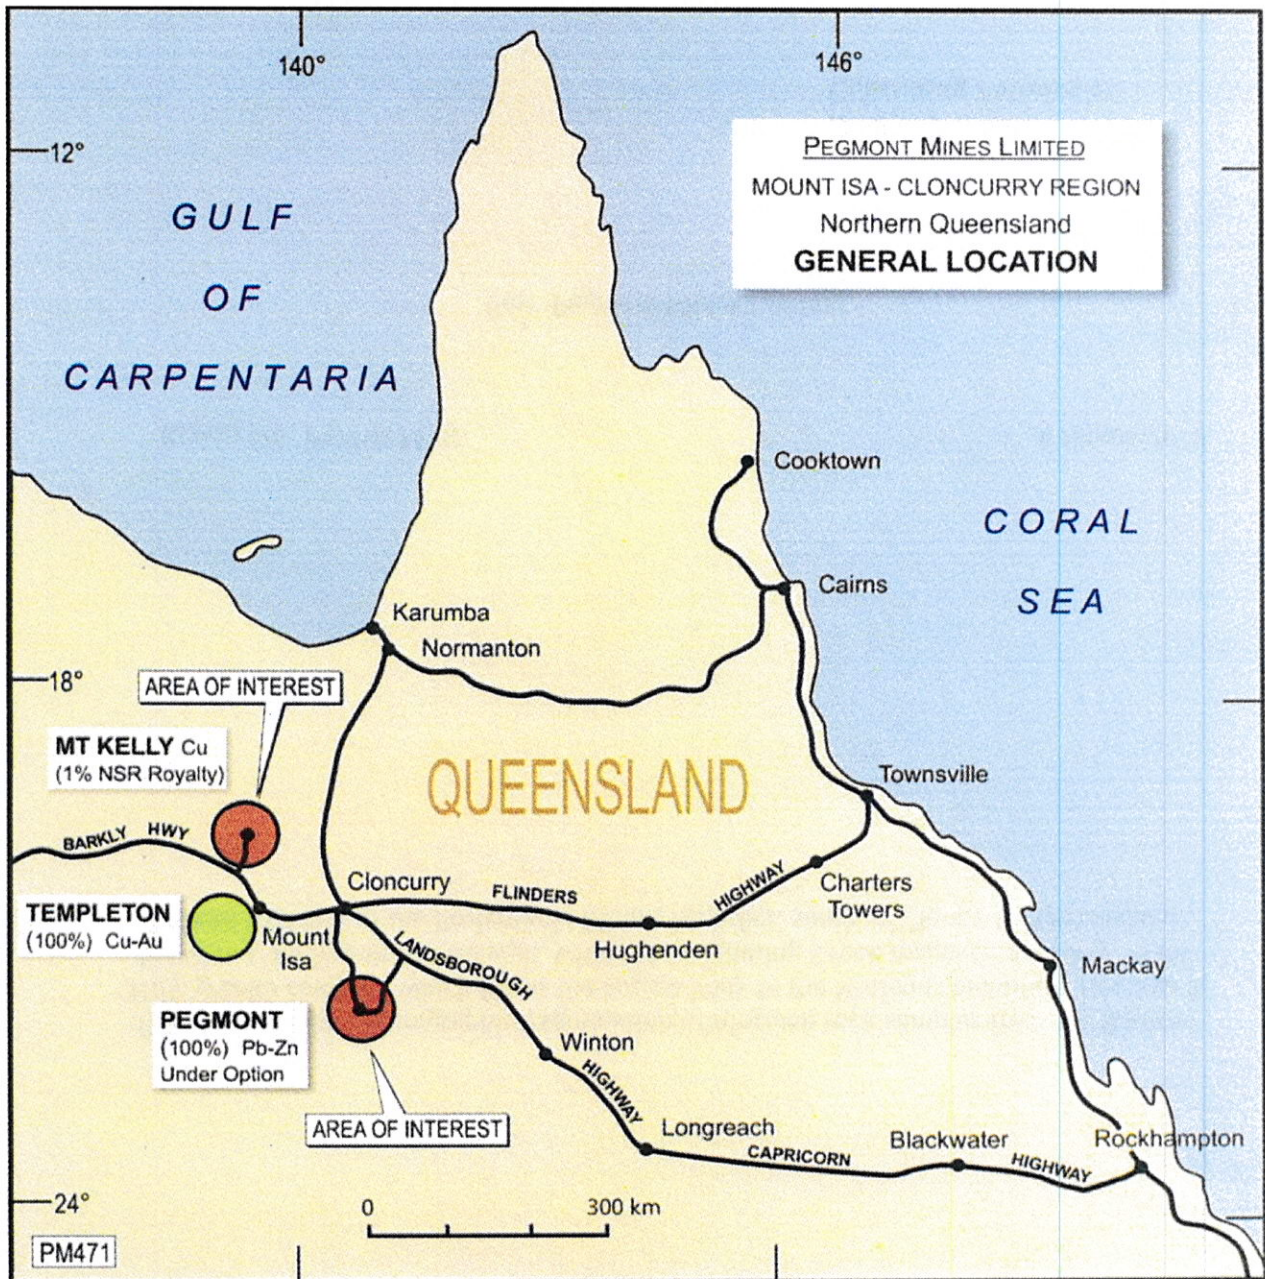 140°
146°
12°
PEGMONT MINES LIMITED
MOUNT ISA - CLONCURRY REGION
Northern Queensland
GENERAL LOCATION
GULF
OF
CARPENTARIA
Cooktown
CORAL
SEA
Cairns
Karumba
Normanton
18°
AREA OF INTEREST
MT KELLY Cu
(1% NSR Royalty)
QUEENSLAND
Townsville
BARKLY HWY
Cloncurry
FLINDERS HIGHWAY
Charters
Towers
TEMPLETON
(100%) Cu-Au
Mount
Isa
Hughenden
LANDSBOROUGH
HIGHWAY
Mackay
PEGMONT
(100%) Pb-Zn
Under Option
Winton
AREA OF INTEREST
Longreach
CAPRICORN HIGHWAY
Blackwater
Rockhampton
24°
0 300 km
PM471